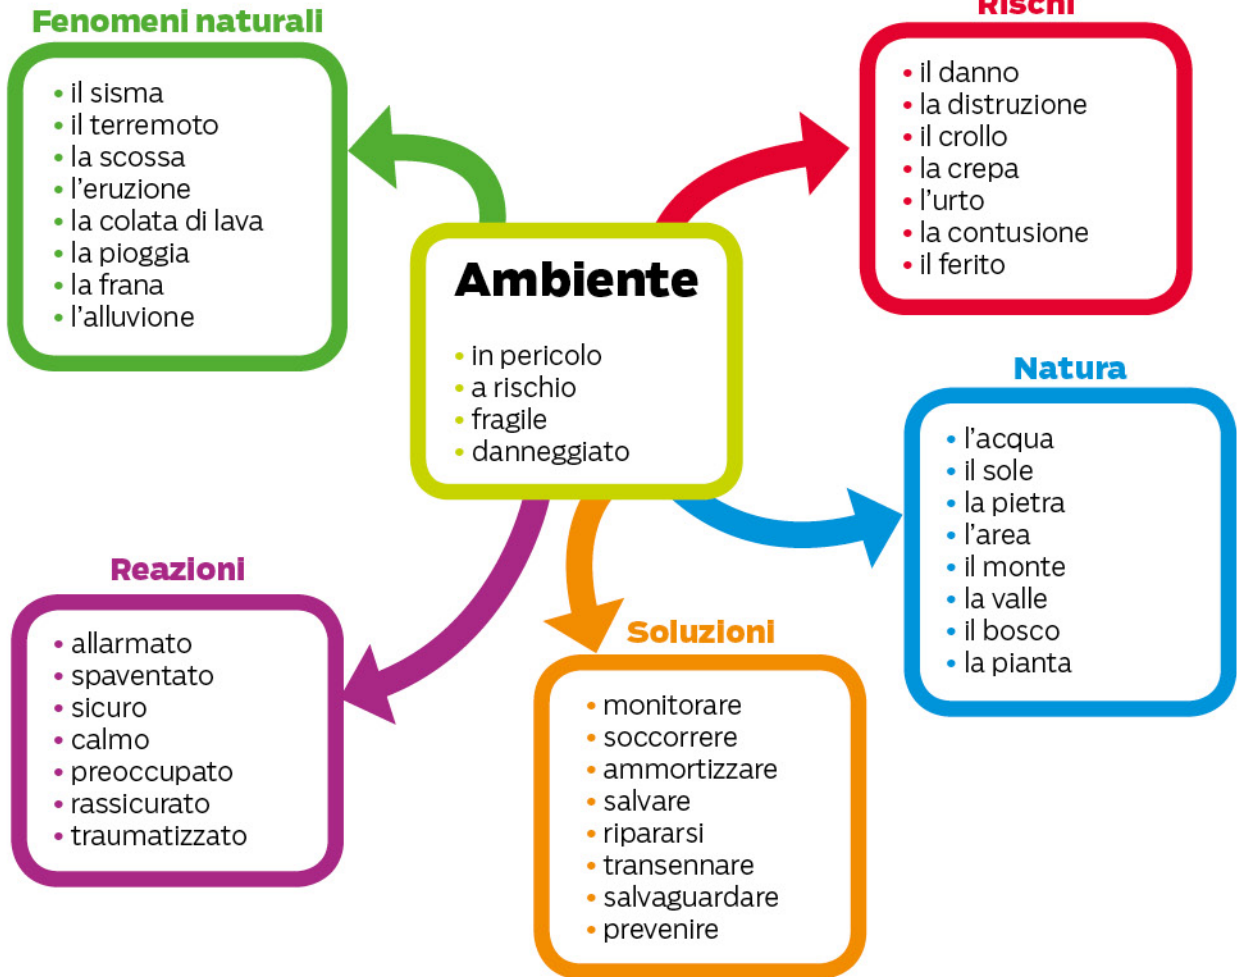 Fenomeni naturali
• il sisma
• il terremoto
• la scossa
• l'eruzione
• la colata di lava
• la pioggia
• la frana
• l'alluvione
Rischi
• il danno
• la distruzione
• il crollo
• la crepa
• l'urto
• la contusione
• il ferito
Ambiente
• in pericolo
• a rischio
• fragile
• danneggiato
Natura
• l'acqua
• il sole
• la pietra
• l'area
• il monte
• la valle
• il bosco
• la pianta
Reazioni
• allarmato
• spaventato
• sicuro
• calmo
• preoccupato
• rassicurato
• traumatizzato
Soluzioni
• monitorare
• soccorrere
• ammortizzare
• salvare
• ripararsi
• transennare
• salvaguardare
• prevenire